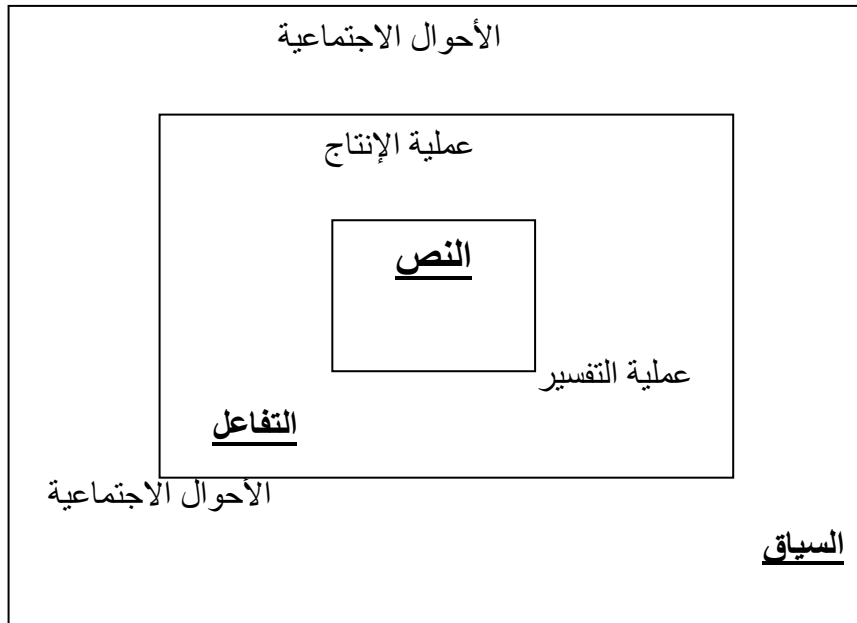 الأحوال الاجتماعية
عملية الإنتاج
النص
عملية التفسير
التفاعل
الأحوال الاجتماعية
السياق